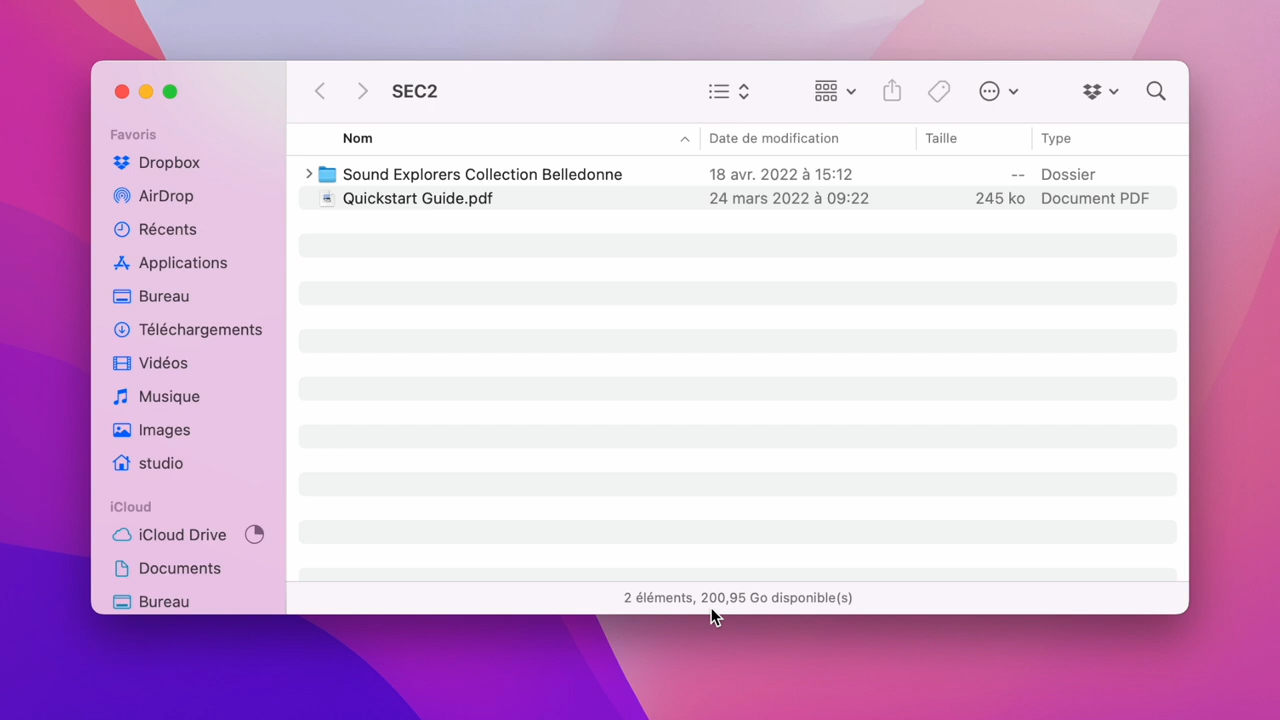 SEC2
Favoris
Dropbox
AirDrop
Récents
Applications
Bureau
Téléchargements
Vidéos
Musique
Images
studio
iCloud
iCloud Drive
Documents
Bureau
Nom Date de modification Taille Type
Sound Explorers Collection Belledonne 18 avr. 2022 à 15:12 -- Dossier
Quickstart Guide.pdf 24 mars 2022 à 09:22 245 ko Document PDF
2 éléments, 200,95 Go disponible(s)